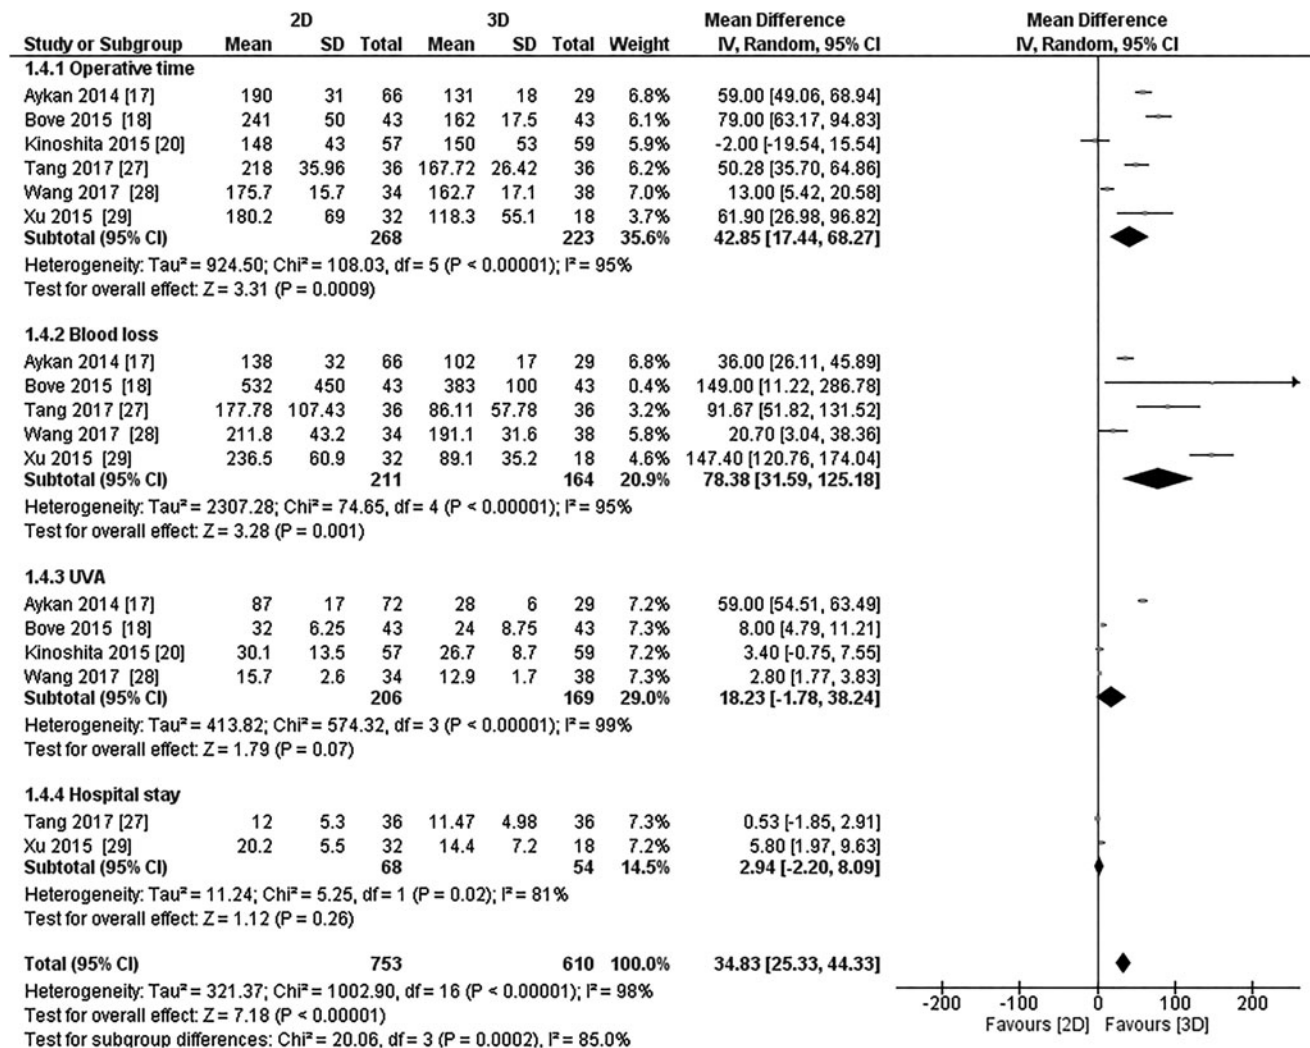 2D 3D Mean Difference Mean Difference
Study or Subgroup Mean SD Total Mean SD Total Weight IV, Random, 95% CI IV, Random, 95% CI
1.4.1 Operative time
Aykan 2014 [17] 190 31 66 131 18 29 6.8% 59.00 [49.06, 68.94]
Bove 2015 [18] 241 50 43 162 17.5 43 6.1% 79.00 [63.17, 94.83]
Kinoshita 2015 [20] 148 43 57 150 53 59 5.9% -2.00 [-19.54, 15.54]
Tang 2017 [27] 218 35.96 36 167.72 26.42 36 6.2% 50.28 [35.70, 64.86]
Wang 2017 [28] 175.7 15.7 34 162.7 17.1 38 7.0% 13.00 [5.42, 20.58]
Xu 2015 [29] 180.2 69 32 118.3 55.1 18 3.7% 61.90 [26.98, 96.82]
Subtotal (95% CI) 268 223 35.6% 42.85 [17.44, 68.27]
Heterogeneity: Tau² = 924.50; Chi² = 108.03, df = 5 (P < 0.00001); I² = 95%
Test for overall effect: Z = 3.31 (P = 0.0009)
1.4.2 Blood loss
Aykan 2014 [17] 138 32 66 102 17 29 6.8% 36.00 [26.11, 45.89]
Bove 2015 [18] 532 450 43 383 100 43 0.4% 149.00 [11.22, 286.78]
Tang 2017 [27] 177.78 107.43 36 86.11 57.78 36 3.2% 91.67 [51.82, 131.52]
Wang 2017 [28] 211.8 43.2 34 191.1 31.6 38 5.8% 20.70 [3.04, 38.36]
Xu 2015 [29] 236.5 60.9 32 89.1 35.2 18 4.6% 147.40 [120.76, 174.04]
Subtotal (95% CI) 211 164 20.9% 78.38 [31.59, 125.18]
Heterogeneity: Tau² = 2307.28; Chi² = 74.65, df = 4 (P < 0.00001); I² = 95%
Test for overall effect: Z = 3.28 (P = 0.001)
1.4.3 UVA
Aykan 2014 [17] 87 17 72 28 6 29 7.2% 59.00 [54.51, 63.49]
Bove 2015 [18] 32 6.25 43 24 8.75 43 7.3% 8.00 [4.79, 11.21]
Kinoshita 2015 [20] 30.1 13.5 57 26.7 8.7 59 7.2% 3.40 [-0.75, 7.55]
Wang 2017 [28] 15.7 2.6 34 12.9 1.7 38 7.3% 2.80 [1.77, 3.83]
Subtotal (95% CI) 206 169 29.0% 18.23 [-1.78, 38.24]
Heterogeneity: Tau² = 413.82; Chi² = 574.32, df = 3 (P < 0.00001); I² = 99%
Test for overall effect: Z = 1.79 (P = 0.07)
1.4.4 Hospital stay
Tang 2017 [27] 12 5.3 36 11.47 4.98 36 7.3% 0.53 [-1.85, 2.91]
Xu 2015 [29] 20.2 5.5 32 14.4 7.2 18 7.2% 5.80 [1.97, 9.63]
Subtotal (95% CI) 68 54 14.5% 2.94 [-2.20, 8.09]
Heterogeneity: Tau² = 11.24; Chi² = 5.25, df = 1 (P = 0.02); I² = 81%
Test for overall effect: Z = 1.12 (P = 0.26)
Total (95% CI) 753 610 100.0% 34.83 [25.33, 44.33]
Heterogeneity: Tau² = 321.37; Chi² = 1002.90, df = 16 (P < 0.00001); I² = 98%
Test for overall effect: Z = 7.18 (P < 0.00001)
Test for subgroup differences: Chi² = 20.06, df = 3 (P = 0.0002), I² = 85.0%
-200 -100 0 100 200
Favours [2D] Favours [3D]